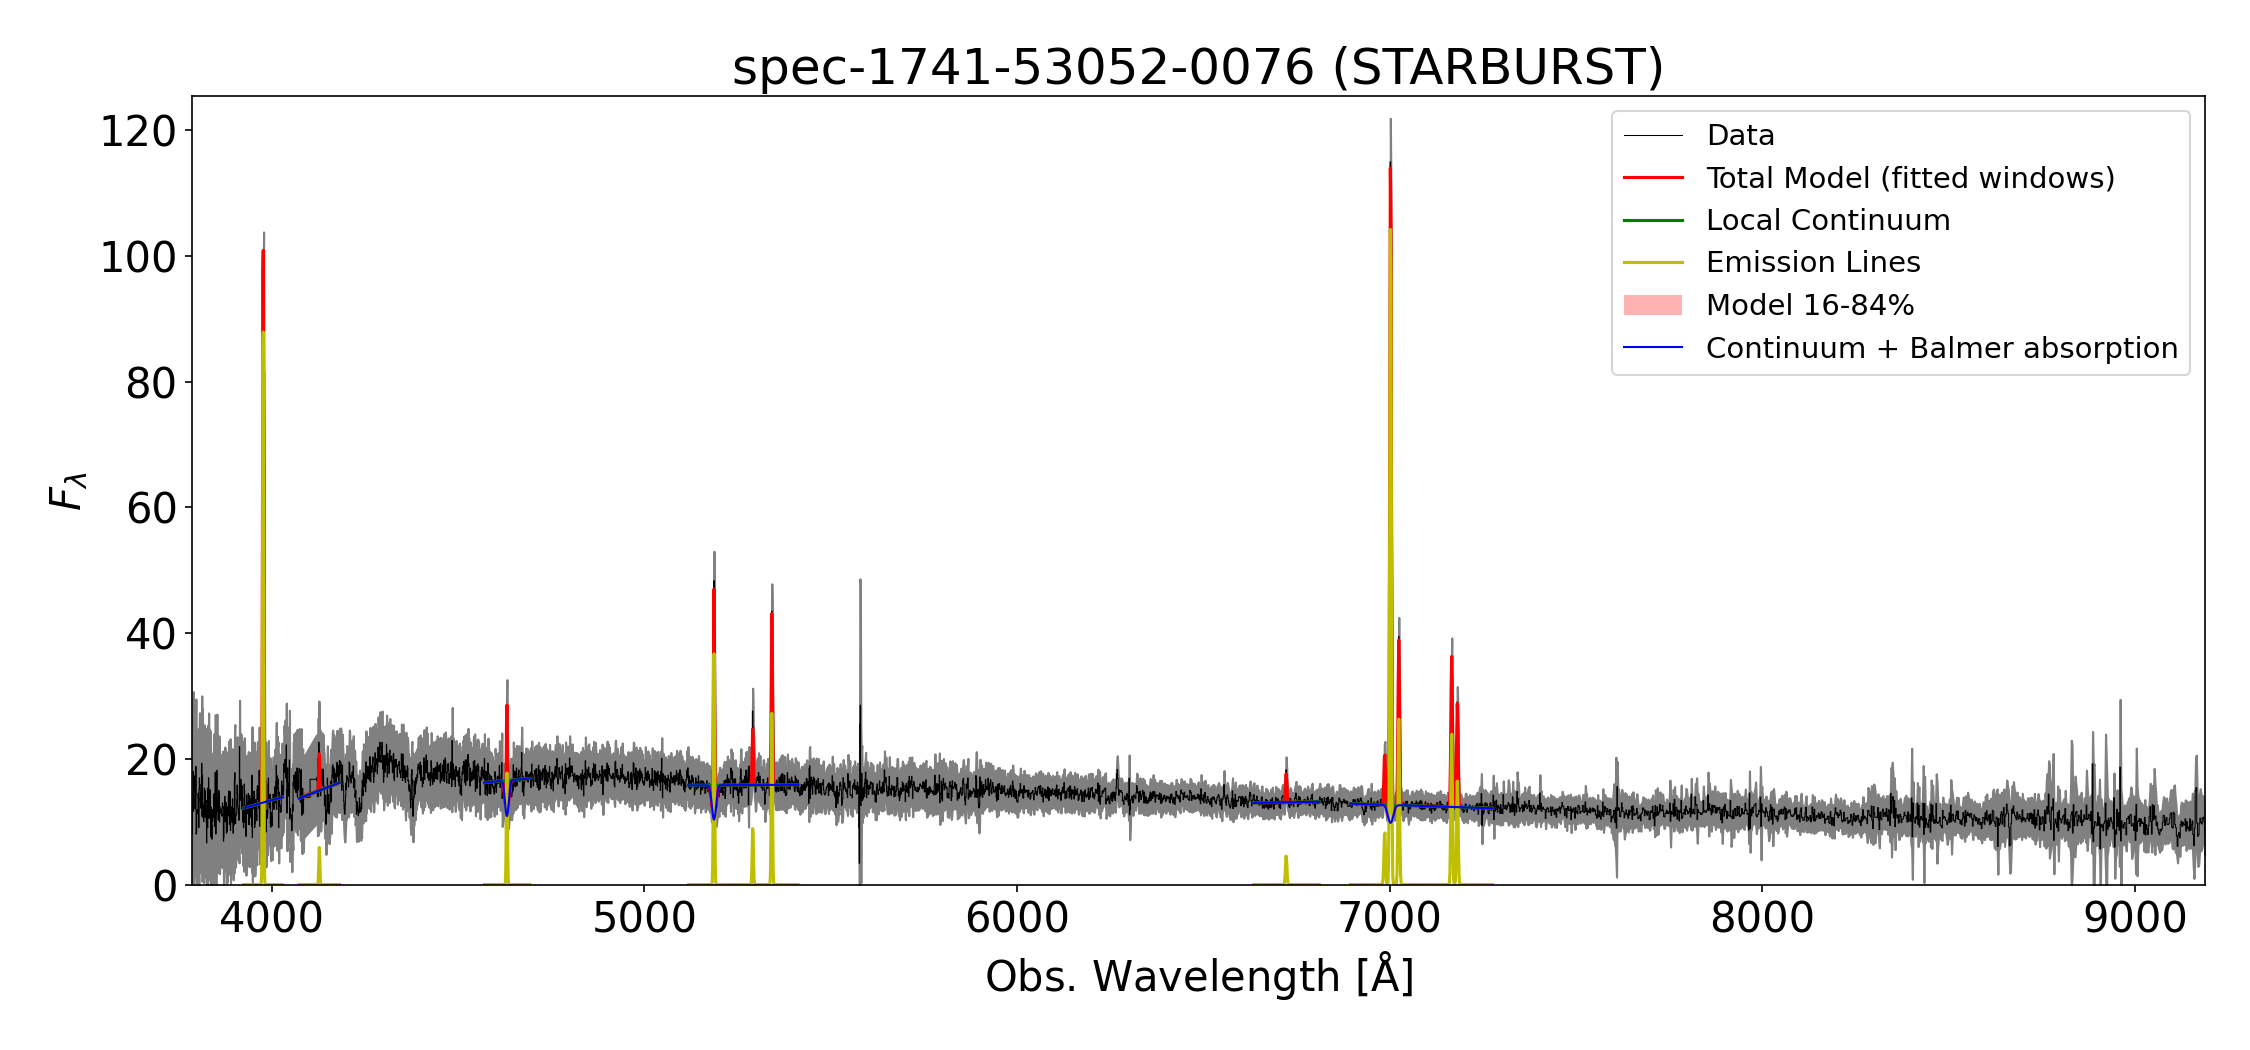 spec-1741-53052-0076 (STARBURST)
Data
Total Model (fitted windows)
Local Continuum
Emission Lines
Model 16-84%
Continuum + Balmer absorption
120
100
80
60
40
20
0
Fλ
4000 5000 6000 7000 8000 9000
Obs. Wavelength [Å]